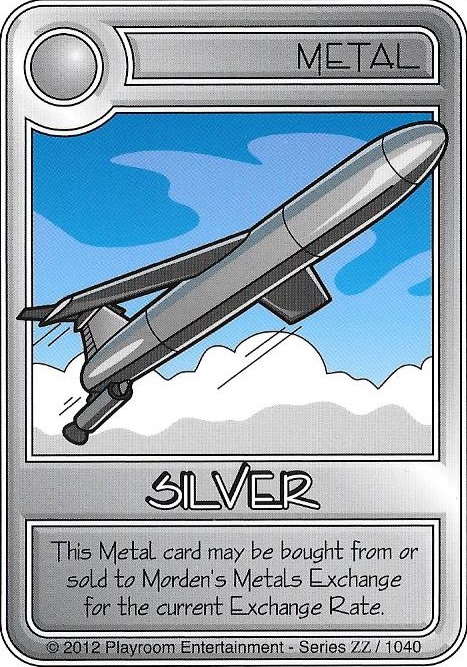 METAL
SILVER
This Metal card may be bought from or
sold to Morden's Metals Exchange
for the current Exchange Rate.
© 2012 Playroom Entertainment - Series ZZ / 1040